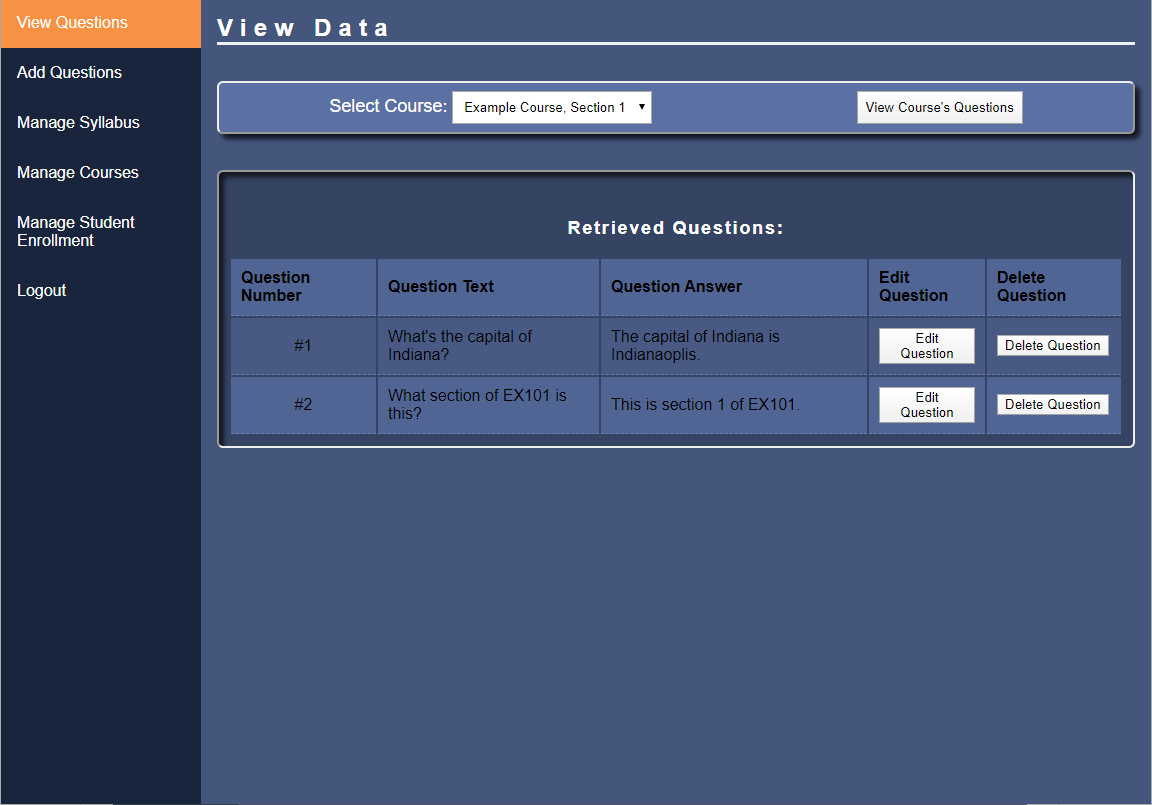 View Questions
Add Questions
Manage Syllabus
Manage Courses
Manage Student
Enrollment
Logout
View Data
Select Course: Example Course, Section 1 View Course's Questions
Retrieved Questions:
Question Number Question Text Question Answer Edit Question Delete Question
#1 What's the capital of Indiana? The capital of Indiana is Indianaoplis. Edit Question Delete Question
#2 What section of EX101 is this? This is section 1 of EX101. Edit Question Delete Question